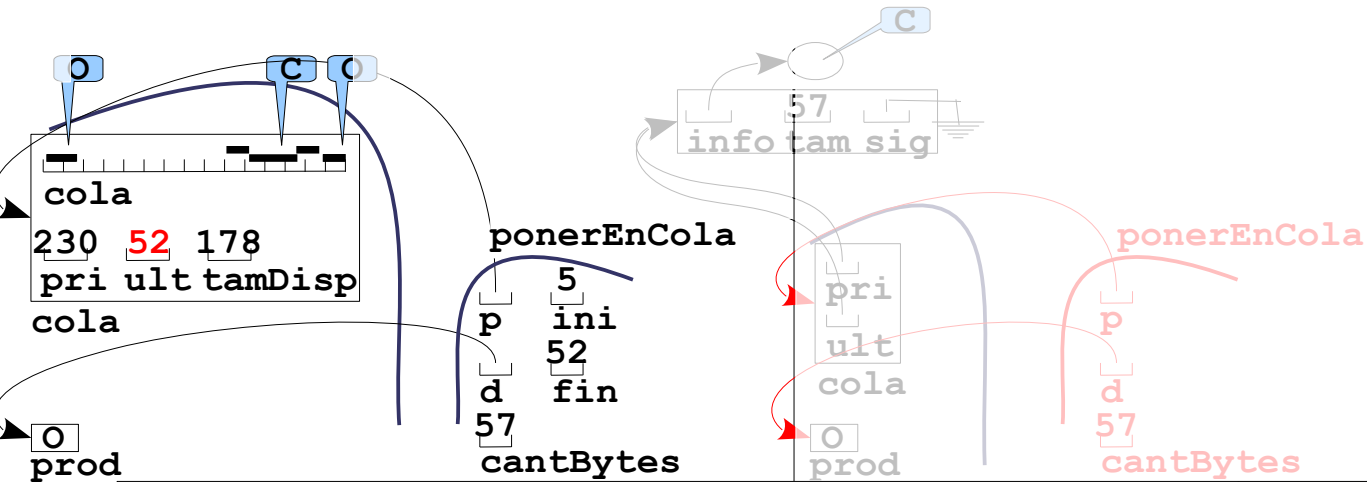 C
O C O
57
info tam sig
cola
230 52 178
pri ult tamDisp
cola
ponerEnCola
5
p ini
52
d fin
57
cantBytes
O
prod
pri
ult
cola
O
prod
ponerEnCola
p
d
57
cantBytes